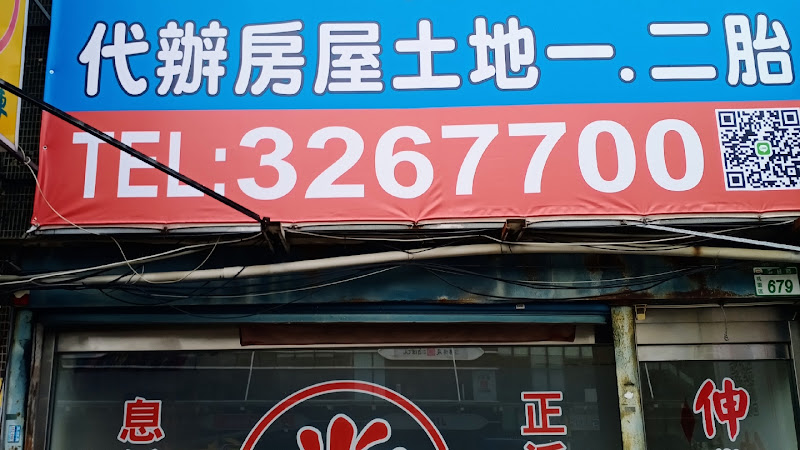 代辦房屋土地一.二胎
TEL:3267700
679
息
正
伸